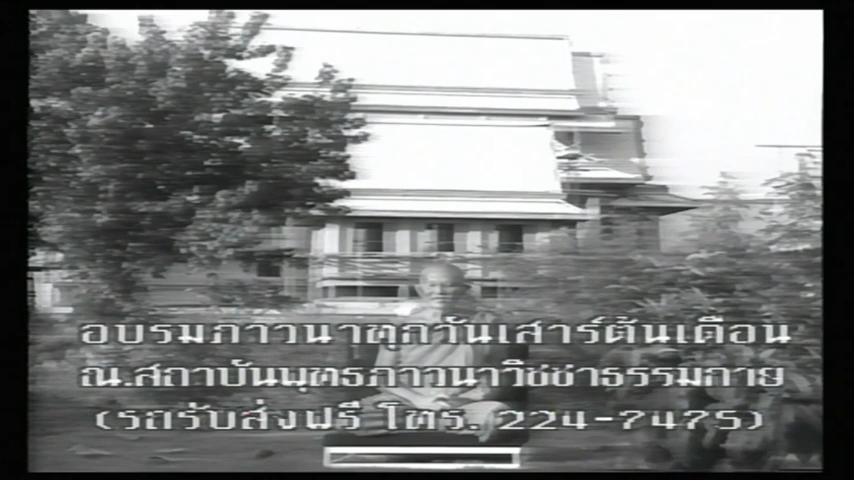 อบรมภาวนาทุกวันเสาร์ต้นเดือน
ณ.สถาบันพุทธภาวนาวิชชาธรรมกาย
(รถรับส่งฟรี โทร. 224-7475)